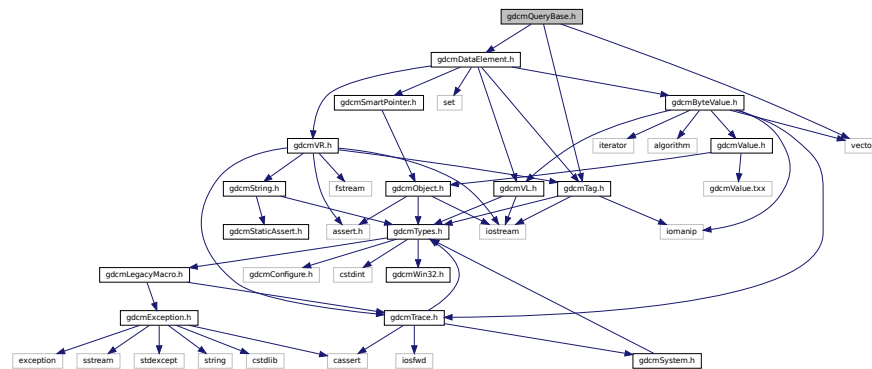 gdcmQueryBase.h
gdcmDataElement.h
gdcmSmartPointer.h
set
gdcmByteValue.h
gdcmVR.h
iterator
algorithm
gdcmValue.h
vecto
gdcmString.h
fstream
gdcmObject.h
gdcmVL.h
gdcmTag.h
gdcmValue.txx
gdcmStaticAssert.h
assert.h
gdcmTypes.h
iostream
iomanip
gdcmLegacyMacro.h
gdcmConfigure.h
cstdint
gdcmWin32.h
gdcmException.h
gdcmTrace.h
exception
sstream
stdexcept
string
cstdlib
cassert
iosfwd
gdcmSystem.h